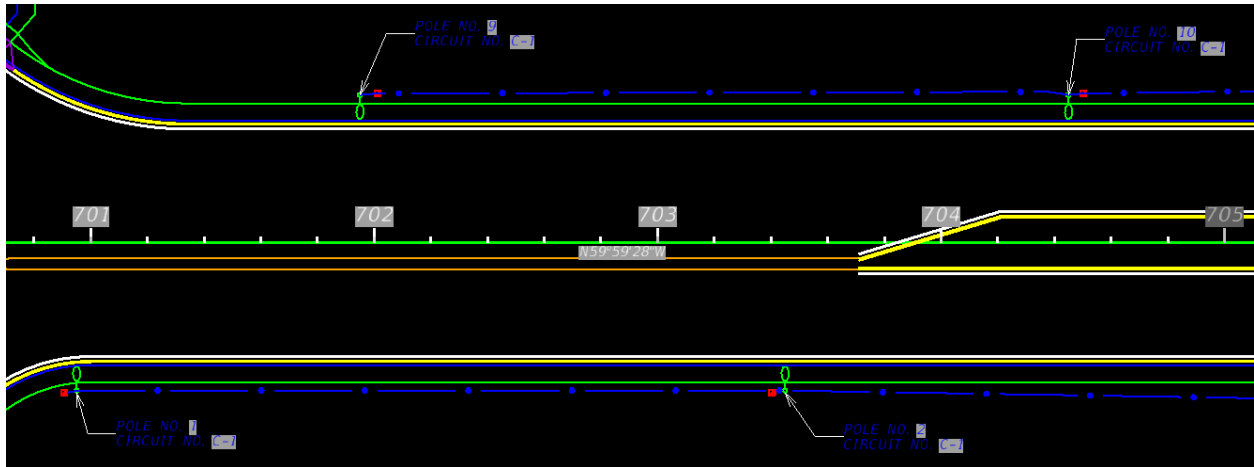 POLE NO. 9
CIRCUIT NO. C-1
POLE NO. 10
CIRCUIT NO. C-1
701
702
703
704
705
N59°59'28"W
POLE NO. 1
CIRCUIT NO. C-1
POLE NO. 2
CIRCUIT NO. C-1